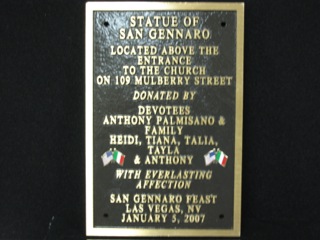 STATUE OF
SAN GENNARO
LOCATED ABOVE THE
ENTRANCE
TO THE CHURCH
ON 109 MULBERRY STREET
DONATED BY
DEVOTEES
ANTHONY PALMISANO &
FAMILY
HEIDI, TIANA, TALIA,
TAYLA
& ANTHONY
WITH EVERLASTING
AFFECTION
SAN GENNARO FEAST
LAS VEGAS, NV
JANUARY 5, 2007